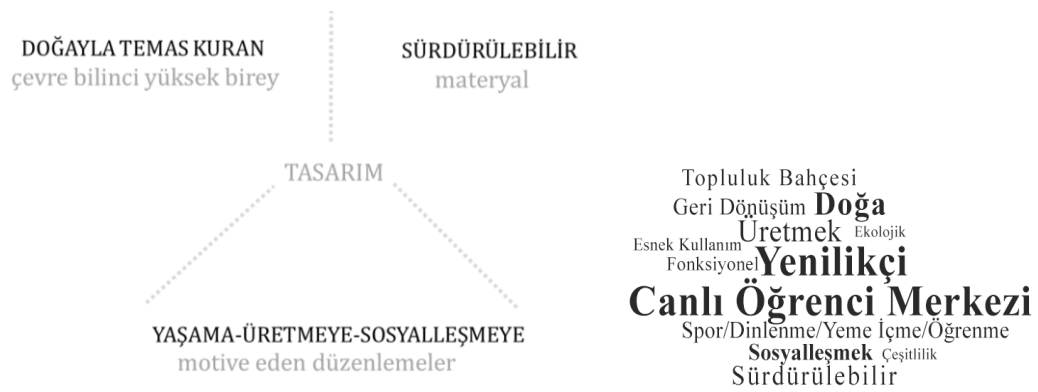 DOĞAYLA TEMAS KURAN
çevre bilinci yüksek birey
SÜRDÜRÜLEBİLİR
materyal
TASARIM
YAŞAMA-ÜRETMEYE-SOSYALLEŞMEYE
motive eden düzenlemeler
Topluluk Bahçesi
Geri Dönüşüm Doğa
Üretmek Ekolojik
Esnek Kullanım
Fonksiyonel Yenilikçi
Canlı Öğrenci Merkezi
Spor/Dinlenme/Yeme İçme/Öğrenme
Sosyalleşmek Çeşitlilik
Sürdürülebilir